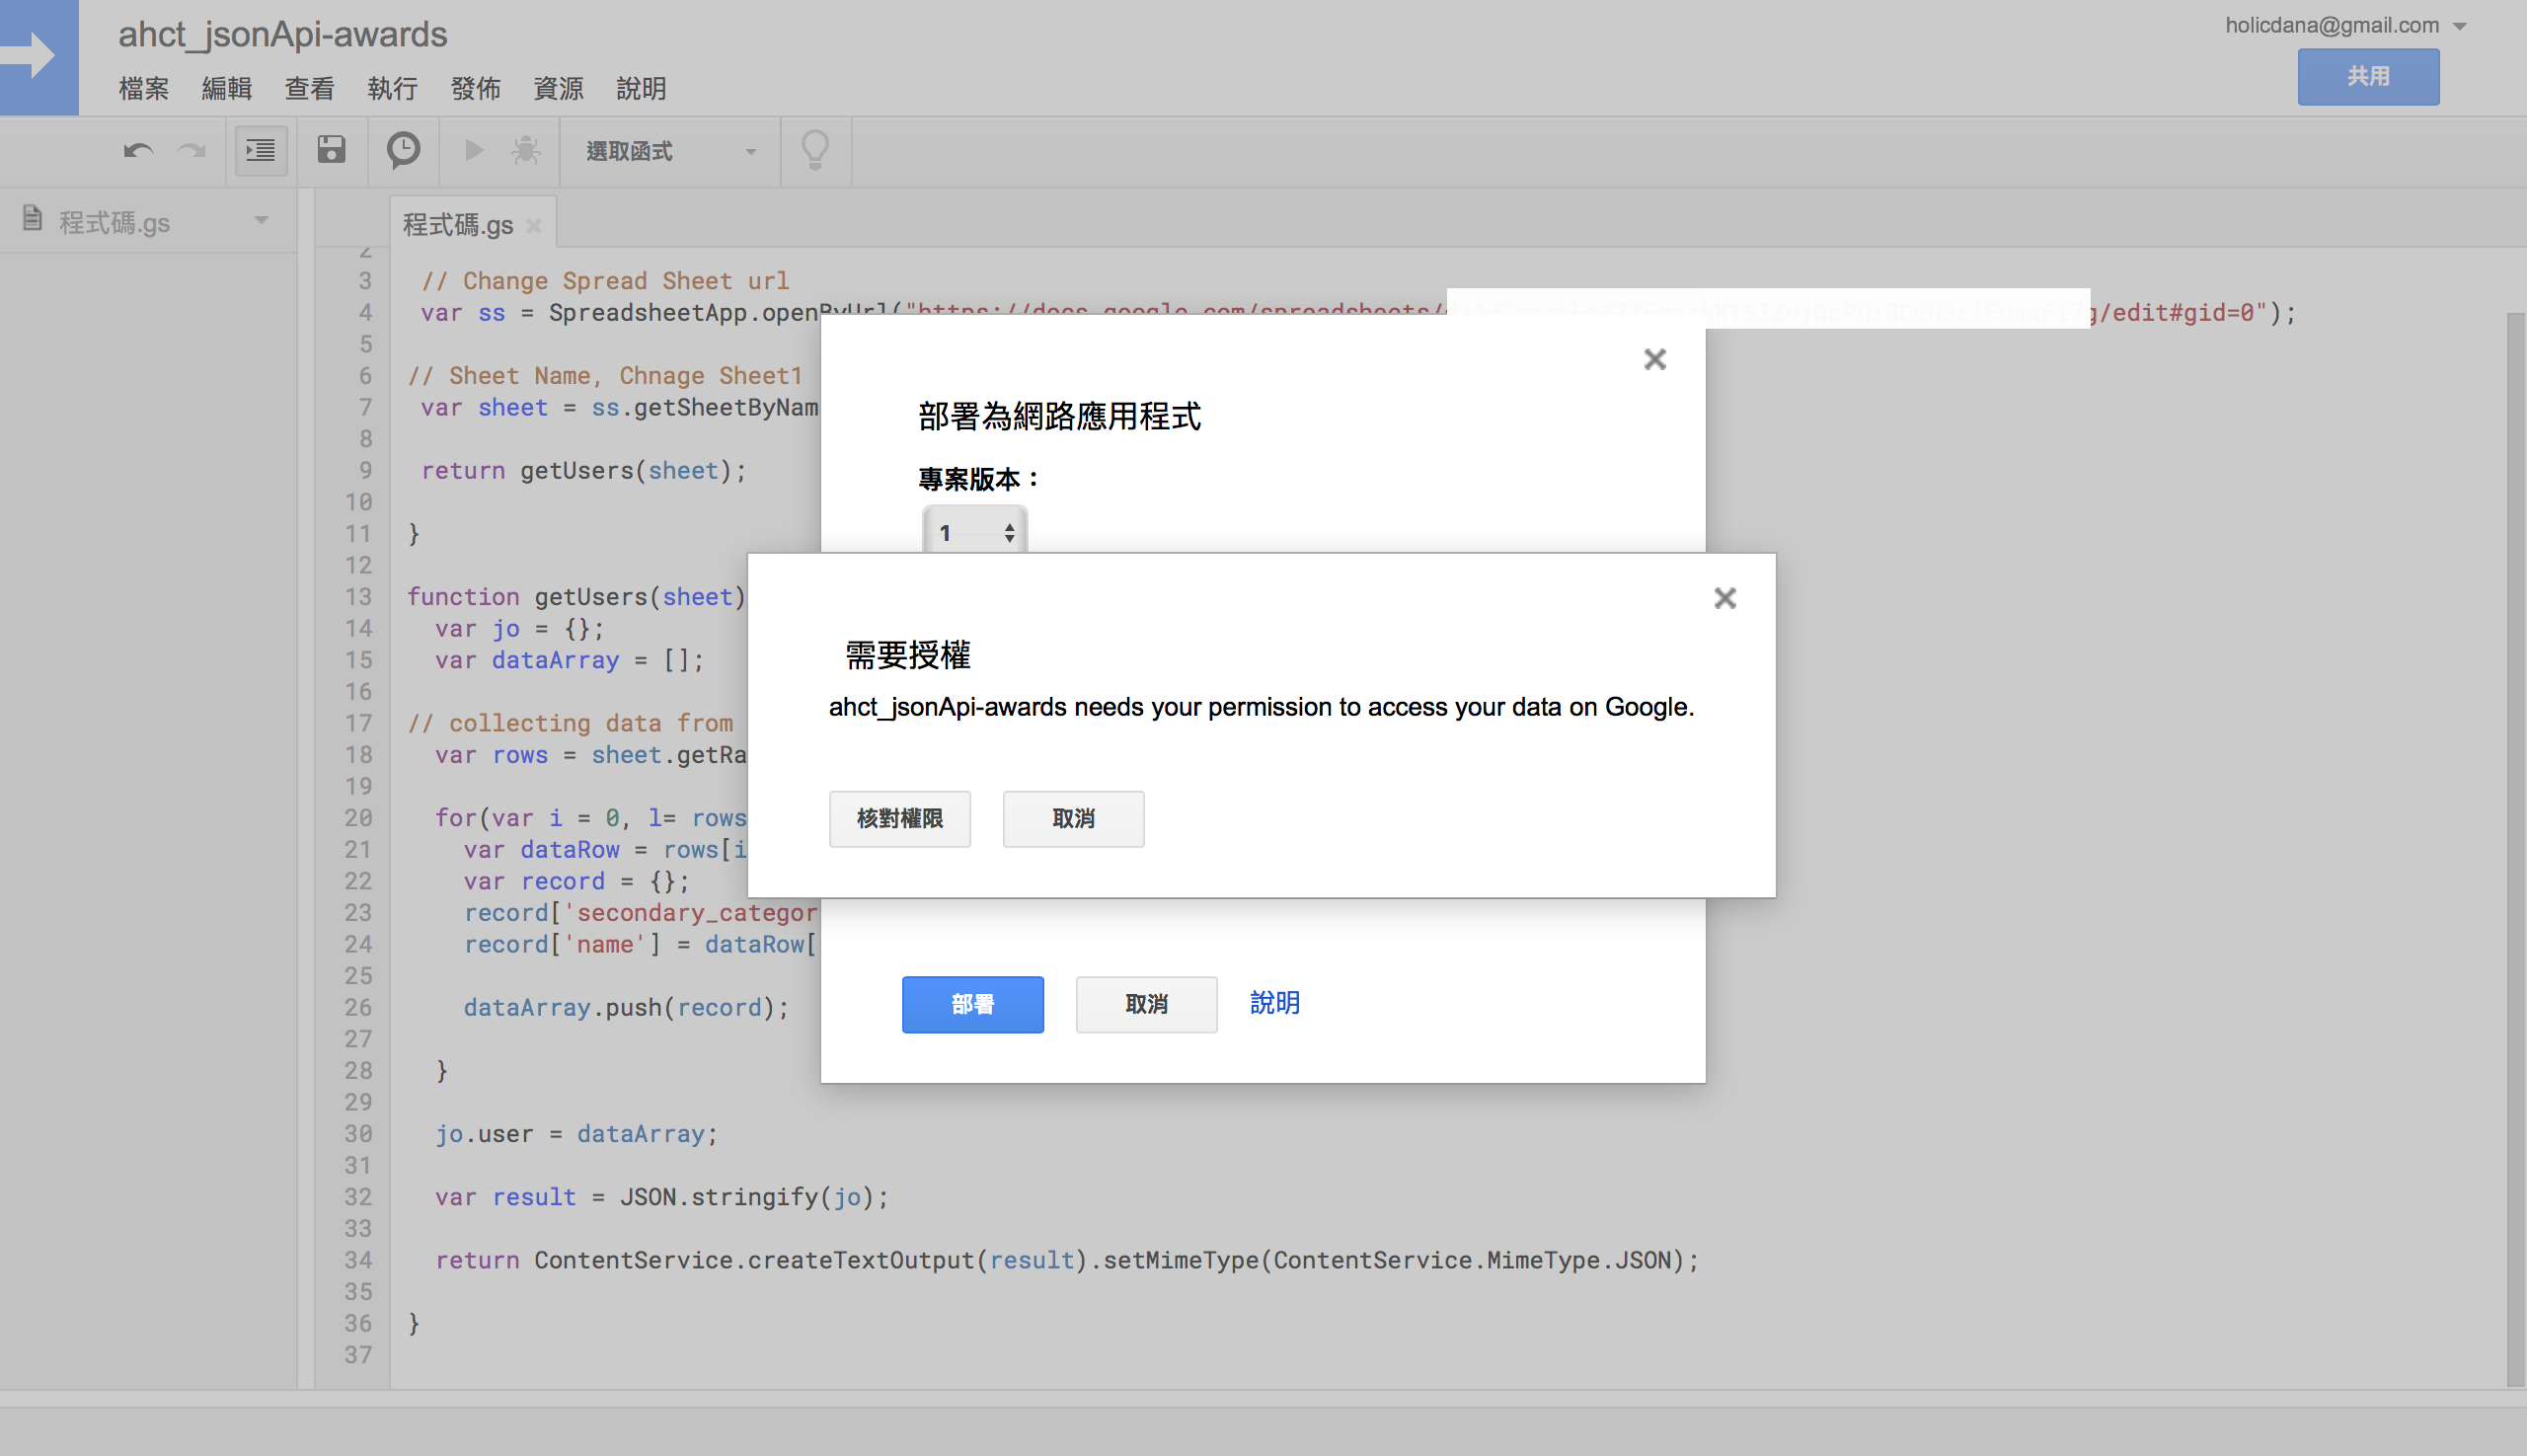 ahct_jsonApi-awards
holicdana@gmail.com
檔案 編輯 查看 執行 發佈 資源 說明
共用
選取函式
程式碼.gs
程式碼.gs
2
3 // Change Spread Sheet url
4 var ss = SpreadsheetApp.openByUrl("https://docs.google.com/spreadsheets/ g/edit#gid=0");
5
6 // Sheet Name, Chnage Sheet1
7 var sheet = ss.getSheetByNam
8
9 return getUsers(sheet);
10
11 }
12
13 function getUsers(sheet)
14 var jo = {};
15 var dataArray = [];
16
17 // collecting data from
18 var rows = sheet.getRa
19
20 for(var i = 0, l= rows
21 var dataRow = rows[i
22 var record = {};
23 record['secondary_categor
24 record['name'] = dataRow[
25
26 dataArray.push(record);
27
28 }
29
30 jo.user = dataArray;
31
32 var result = JSON.stringify(jo);
33
34 return ContentService.createTextOutput(result).setMimeType(ContentService.MimeType.JSON);
35
36 }
37
部署為網路應用程式
專案版本：
1
需要授權
ahct_jsonApi-awards needs your permission to access your data on Google.
核對權限 取消
部署 取消 說明